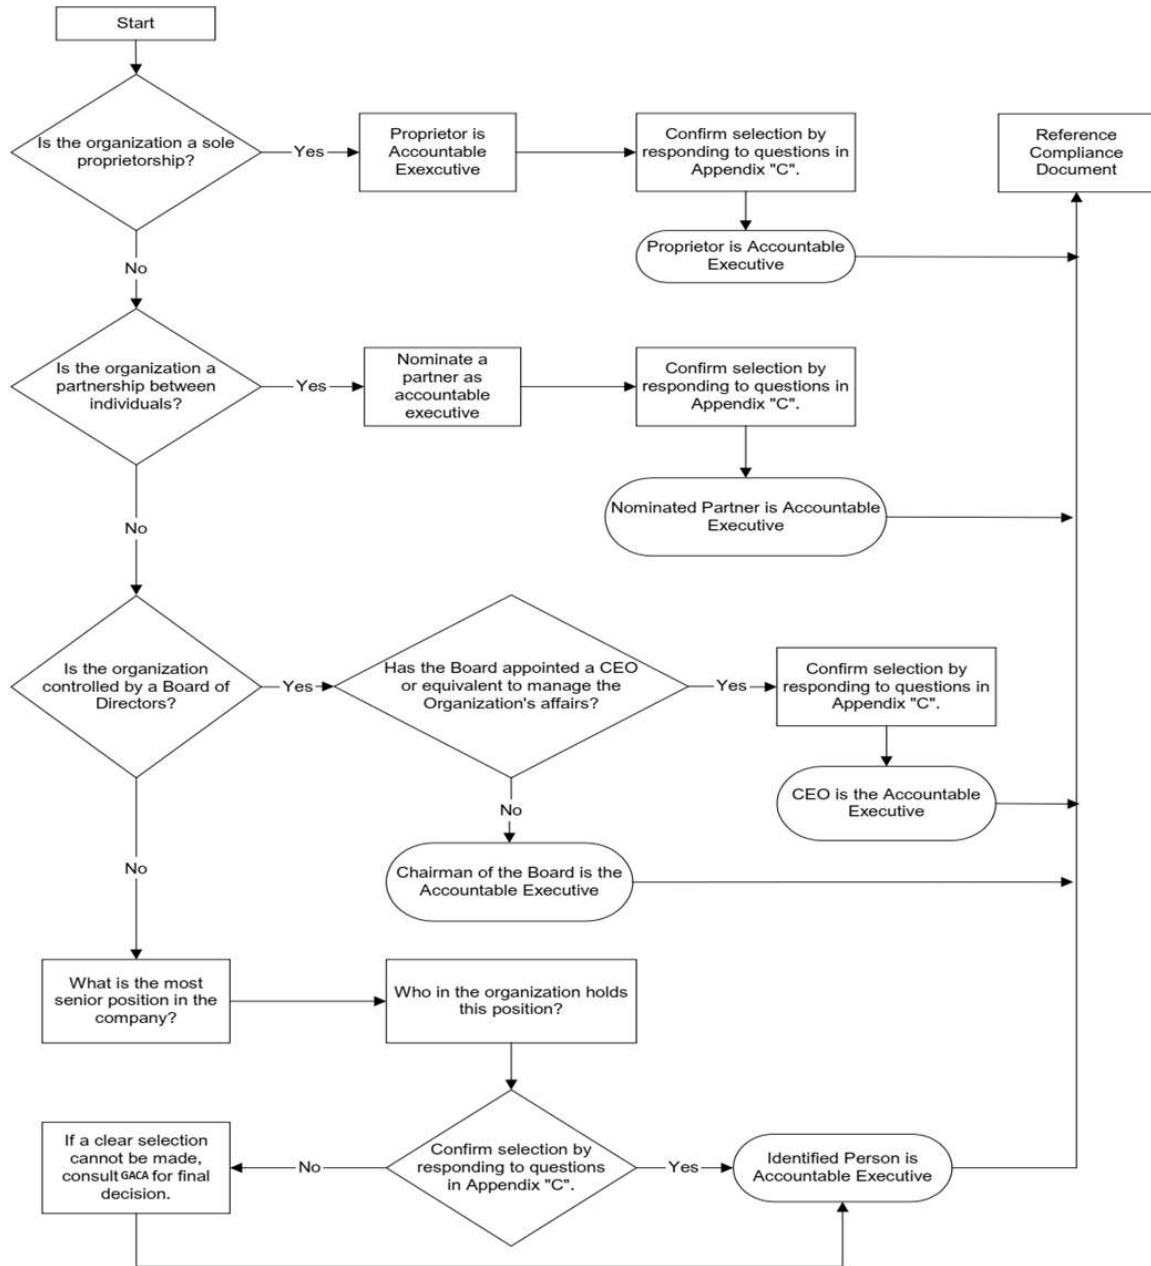 Start
Is the organization a sole
proprietorship?
Yes
Proprietor is
Accountable
Exexcutive
Confirm selection by
responding to questions in
Appendix "C".
Reference
Compliance
Document
Proprietor is Accountable
Executive
No
Is the organization a
partnership between
individuals?
Yes
Nominate a
partner as
accountable
executive
Confirm selection by
responding to questions in
Appendix "C".
Nominated Partner is Accountable
Executive
No
Is the organization
controlled by a Board of
Directors?
Yes
Has the Board appointed a CEO
or equivalent to manage the
Organization's affairs?
Yes
Confirm selection by
responding to questions in
Appendix "C".
CEO is the Accountable
Executive
No
Chairman of the Board is the
Accountable Executive
No
What is the most
senior position in the
company?
Who in the organization holds
this position?
Confirm selection by
responding to questions
in Appendix "C".
No
If a clear selection
cannot be made,
consult GACA for final
decision.
Yes
Identified Person is
Accountable Executive